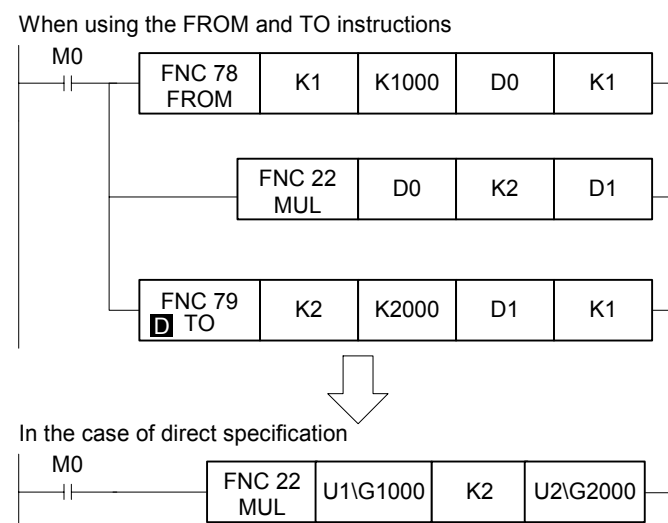 When using the FROM and TO instructions
M0
FNC 78
FROM
K1
K1000
D0
K1
FNC 22
MUL
D0
K2
D1
FNC 79
D TO
K2
K2000
D1
K1
In the case of direct specification
M0
FNC 22
MUL
U1\G1000
K2
U2\G2000